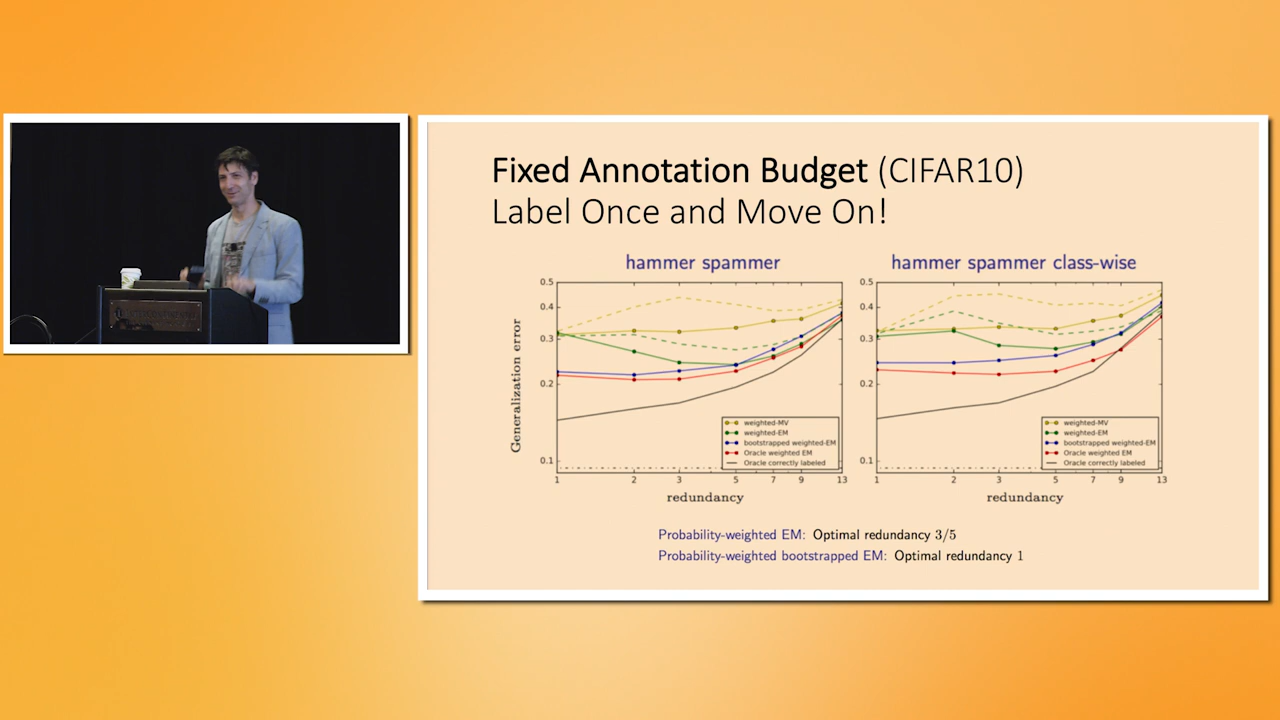 Fixed Annotation Budget (CIFAR10)
Label Once and Move On!
hammer spammer
hammer spammer class-wise
Generalization error
0.5
0.4
0.3
0.2
0.1
weighted-MV
weighted-EM
bootstrapped weighted-EM
Oracle weighted EM
Oracle correctly labeled
1 2 3 5 7 9 13
redundancy
0.5
0.4
0.3
0.2
0.1
weighted-MV
weighted-EM
bootstrapped weighted-EM
Oracle weighted EM
Oracle correctly labeled
1 2 3 5 7 9 13
redundancy
Probability-weighted EM: Optimal redundancy 3/5
Probability-weighted bootstrapped EM: Optimal redundancy 1